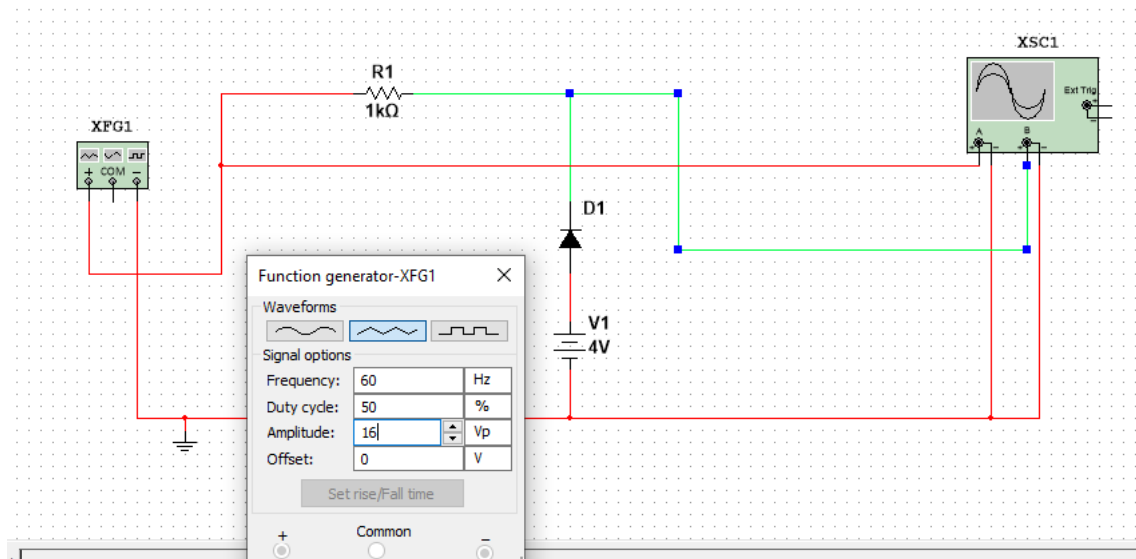 XSC1
R1
1kΩ
Ext Trig
+
-
XFG1
A
B
+ -
+ -
+ COM -
D1
Function generator-XFG1
Waveforms
V1
4V
Signal options
Frequency: 60 Hz
Duty cycle: 50 %
Amplitude: 16 Vp
Offset: 0 V
Set rise/Fall time
+ Common -